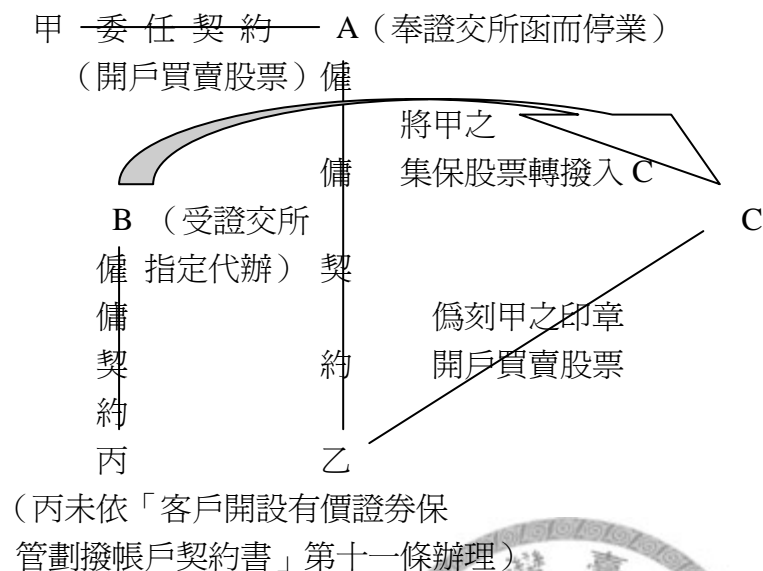 甲 委任契約 A（奉證交所函而停業）
（開戶買賣股票）僱
將甲之
傭 集保股票轉撥入 C
B （受證交所 C
僱 指定代辦） 契
傭 偽刻甲之印章
契 約 開戶買賣股票
約
丙 乙
（丙未依「客戶開設有價證券保
管劃撥帳戶契約書」第十一條辦理）